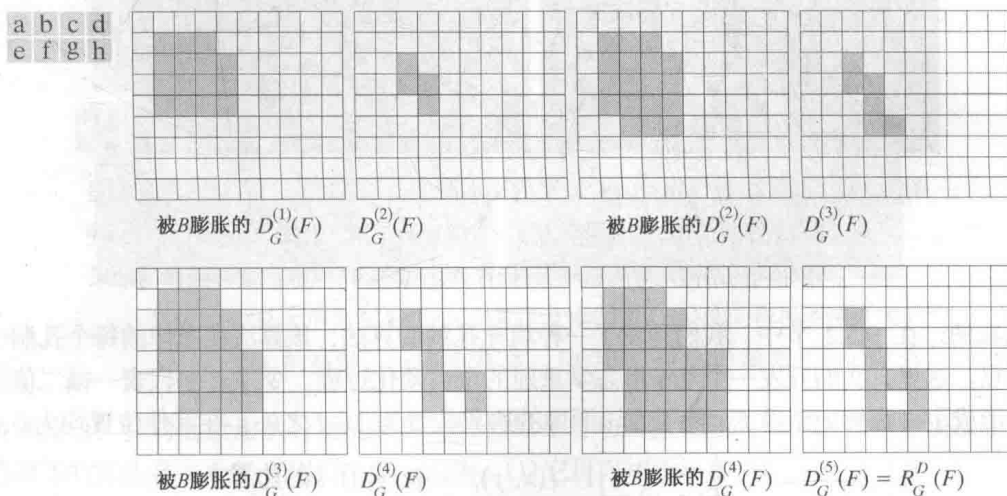 a b c d
e f g h
被B膨胀的 D_G^{(1)}(F) D_G^{(2)}(F) 被B膨胀的 D_G^{(2)}(F) D_G^{(3)}(F)
被B膨胀的 D_G^{(3)}(F) D_G^{(4)}(F) 被B膨胀的 D_G^{(4)}(F) D_G^{(5)}(F) = R_G^D(F)